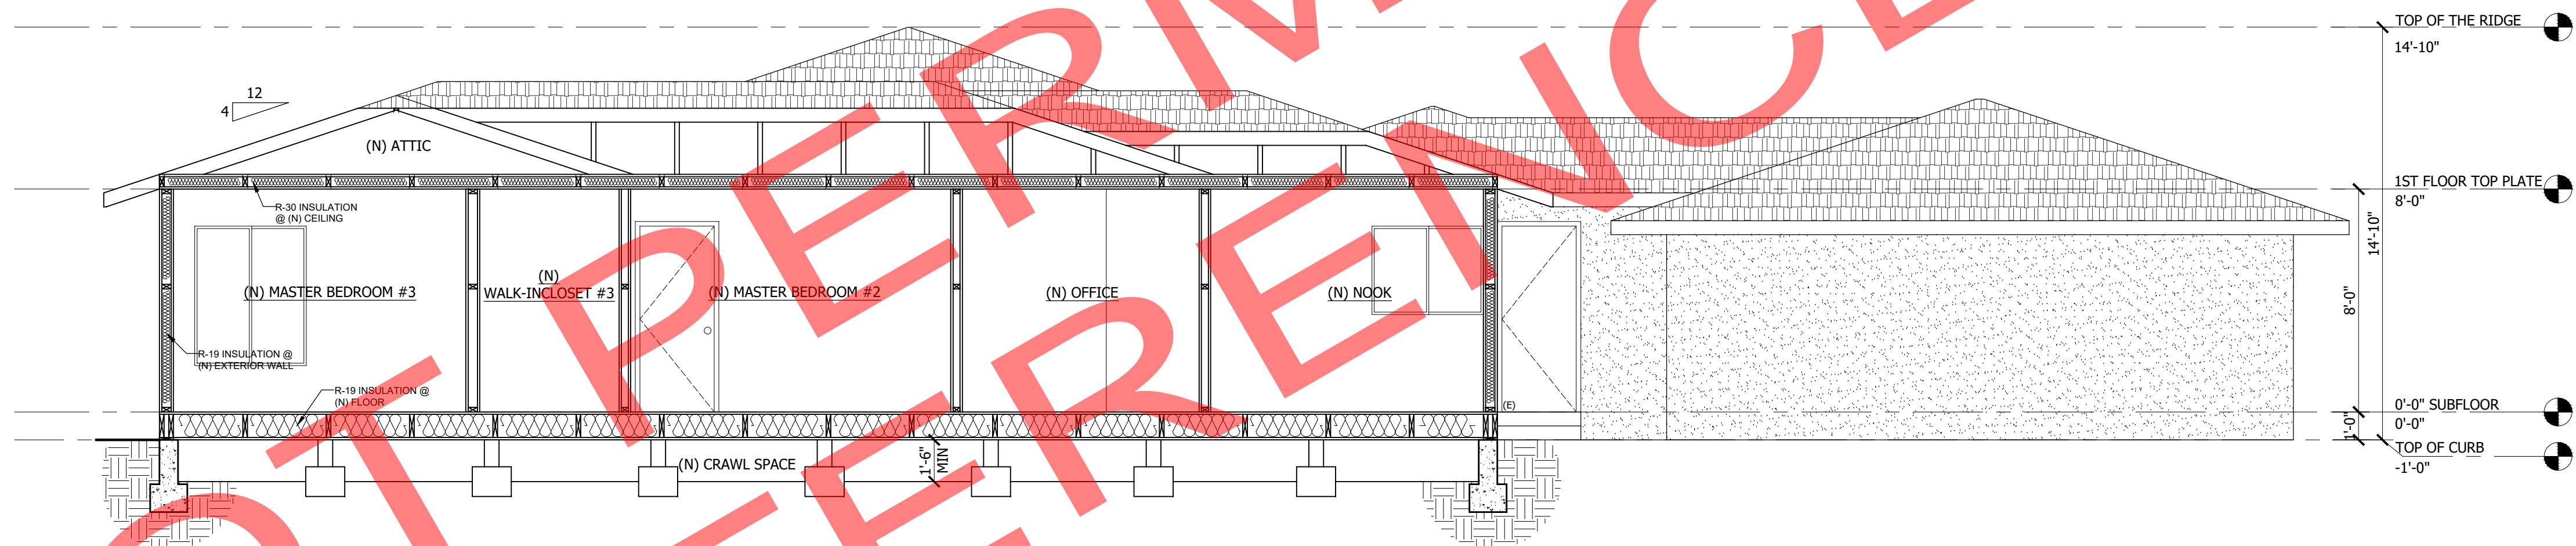 TOP OF THE RIDGE
14'-10"
12
4
(N) ATTIC
1ST FLOOR TOP PLATE
8'-0"
R-30 INSULATION
@ (N) CEILING
14'-10"
8'-0"
(N) MASTER BEDROOM #3
(N)
WALK-INCLOSET #3
(N) MASTER BEDROOM #2
(N) OFFICE
(N) NOOK
R-19 INSULATION @
(N) EXTERIOR WALL
R-19 INSULATION @
(N) FLOOR
(E)
0'-0" SUBFLOOR
0'-0"
1'-0"
TOP OF CURB
-1'-0"
(N) CRAWL SPACE
1'-6"
MIN